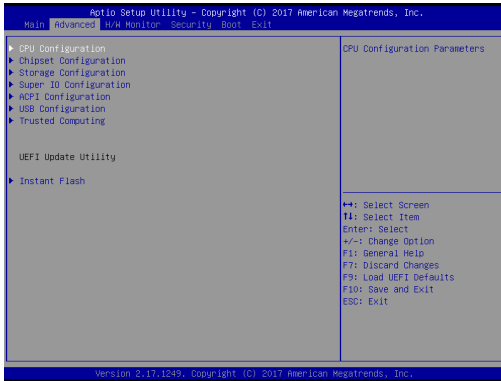 Aptio Setup Utility – Copyright (C) 2017 American Megatrends, Inc.
Main Advanced H/W Monitor Security Boot Exit
▶ CPU Configuration
▶ Chipset Configuration
▶ Storage Configuration
▶ Super IO Configuration
▶ ACPI Configuration
▶ USB Configuration
▶ Trusted Computing
UEFI Update Utility
▶ Instant Flash
CPU Configuration Parameters
↔: Select Screen
↑↓: Select Item
Enter: Select
+/-: Change Option
F1: General Help
F7: Discard Changes
F9: Load UEFI Defaults
F10: Save and Exit
ESC: Exit
Version 2.17.1249. Copyright (C) 2017 American Megatrends, Inc.